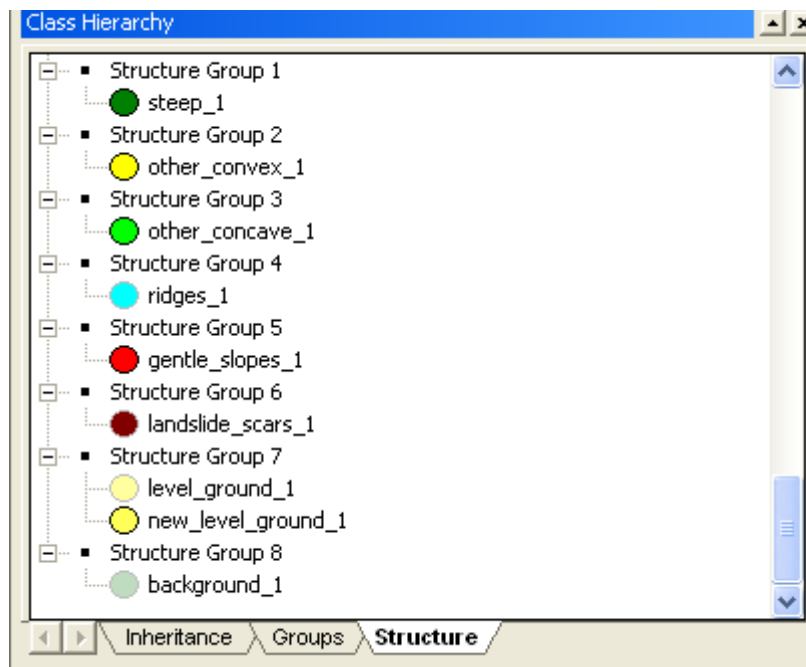 Class Hierarchy
Structure Group 1
steep_1
Structure Group 2
other_convex_1
Structure Group 3
other_concave_1
Structure Group 4
ridges_1
Structure Group 5
gentle_slopes_1
Structure Group 6
landslide_scars_1
Structure Group 7
level_ground_1
new_level_ground_1
Structure Group 8
background_1
Inheritance Groups Structure